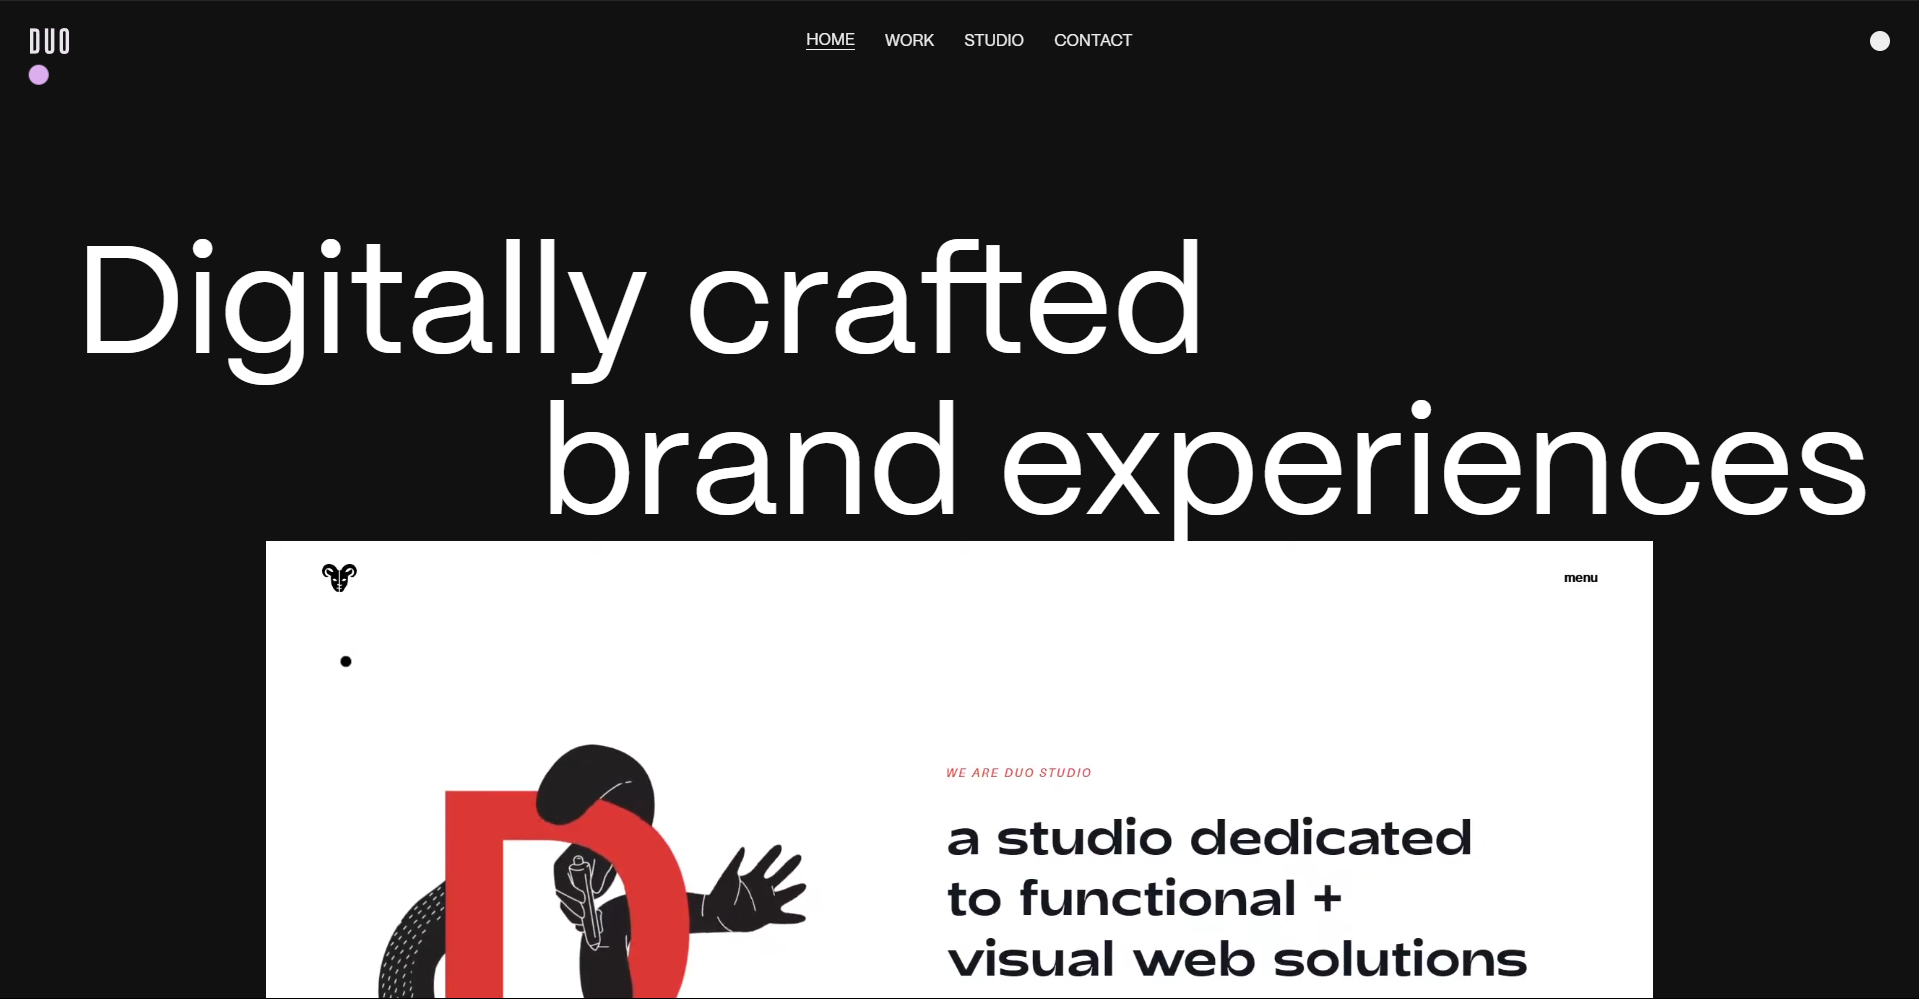 DUO
HOME WORK STUDIO CONTACT
Digitally crafted
brand experiences
menu
WE ARE DUO STUDIO
a studio dedicated
to functional +
visual web solutions
D